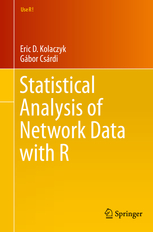 Use R!
Eric D. Kolaczyk
Gábor Csárdi
Statistical
Analysis of
Network Data
with R
Springer